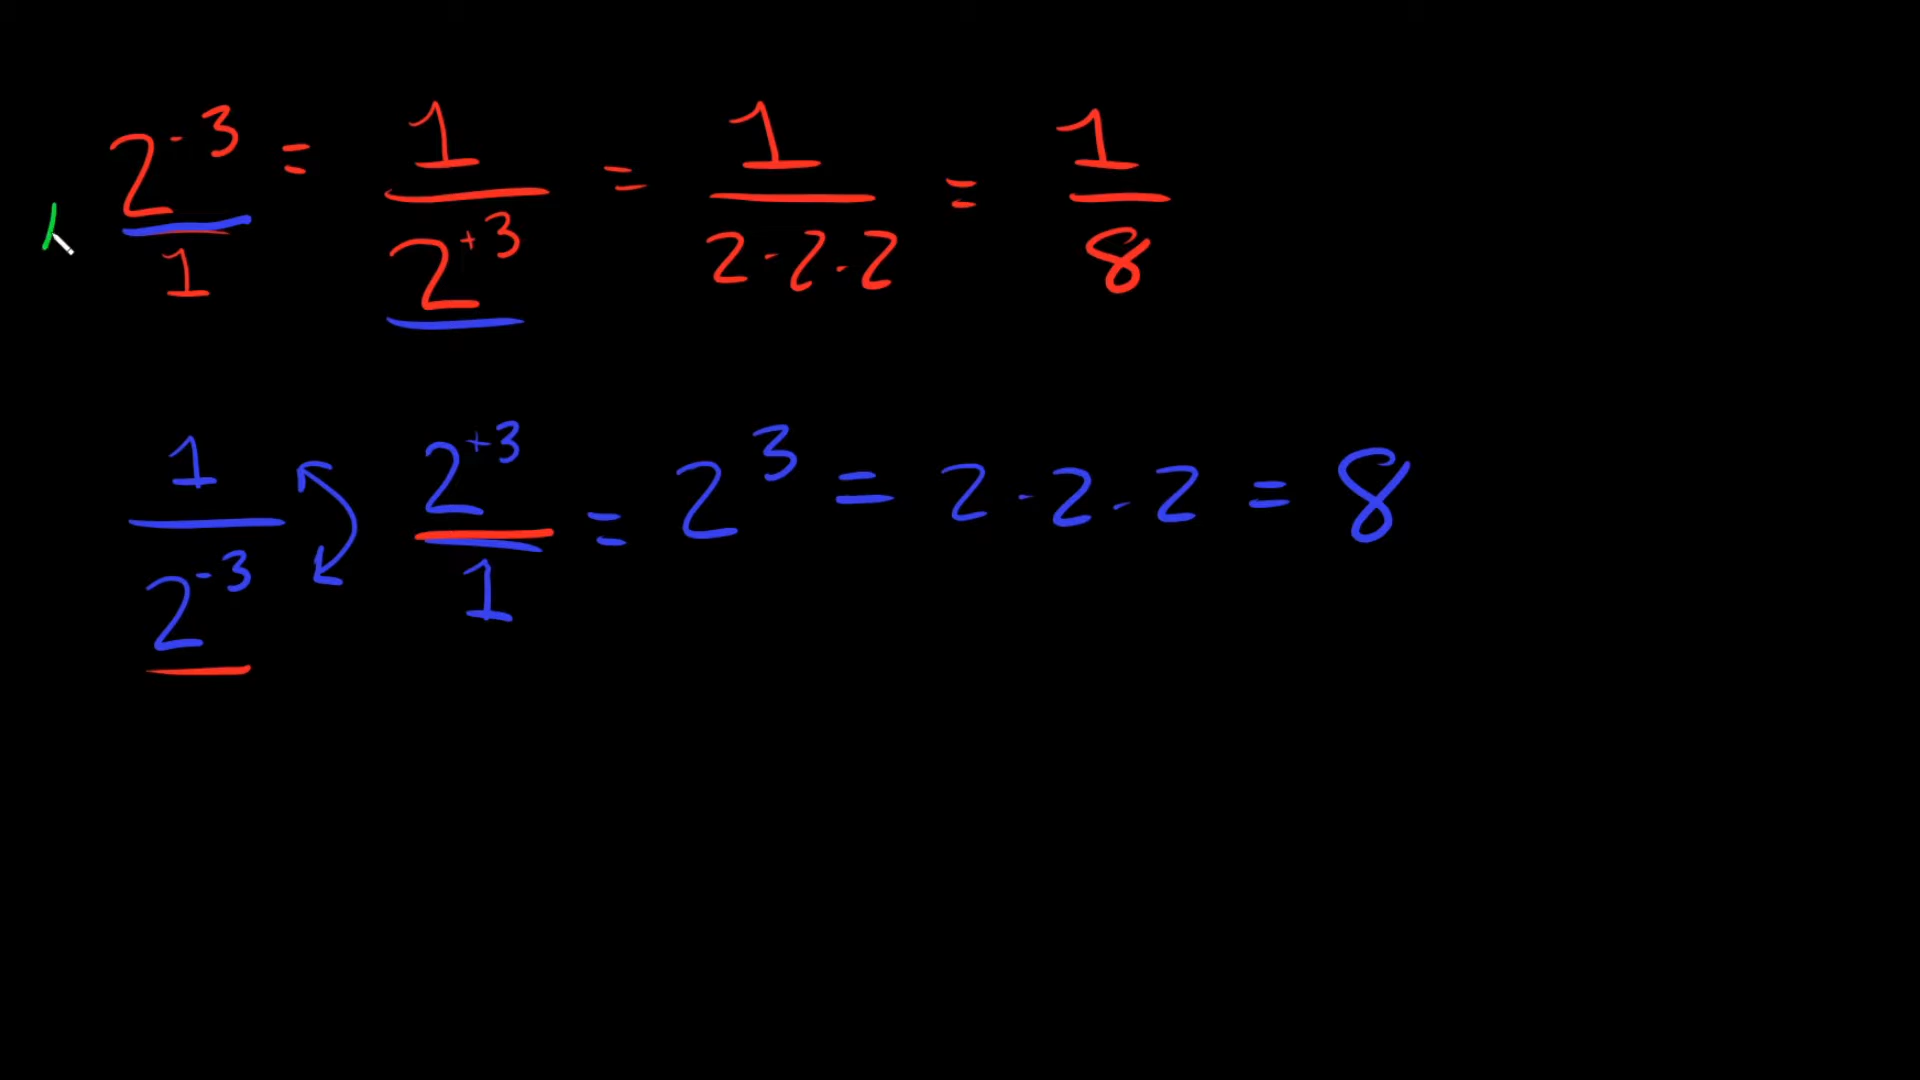 2^-3/1 = 1/2^+3 = 1/2·2·2 = 1/8
1/2^-3 2^+3/1 = 2^3 = 2·2·2 = 8